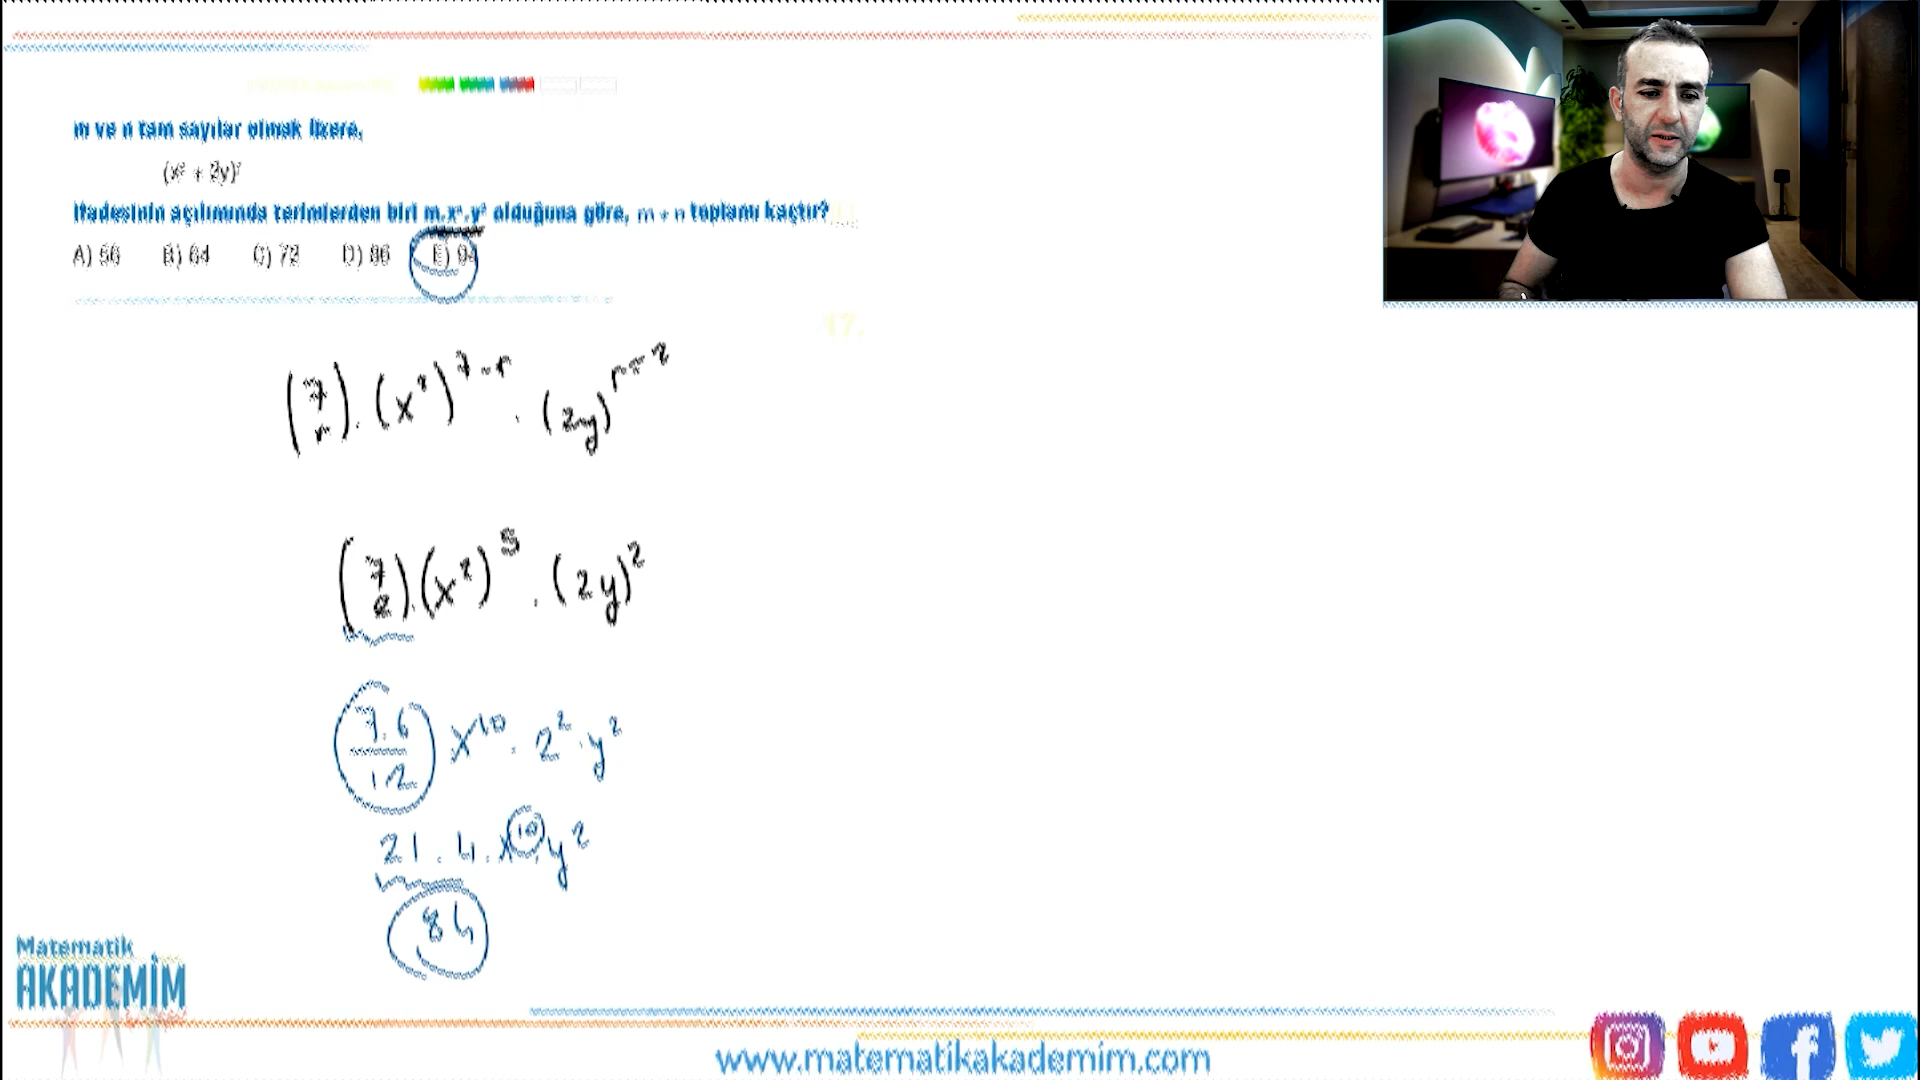 m ve n tam sayılar olmak üzere,
(x² + 2y)⁷
ifadesinin açılımında terimlerden biri m.xⁿ.y² olduğuna göre, m + n toplamı kaçtır?
A) 56 B) 64 C) 72 D) 86 E) 94
17.
(7 r) . (x²)⁷⁻ʳ . (2y)ʳ⁼²
(7 2) . (x²)⁵ . (2y)²
7.6 / 1.2 x¹⁰ . 2² . y²
21 . 4 . x¹⁰ . y²
84
Matematik
AKADEMİM
www.matematikakademim.com